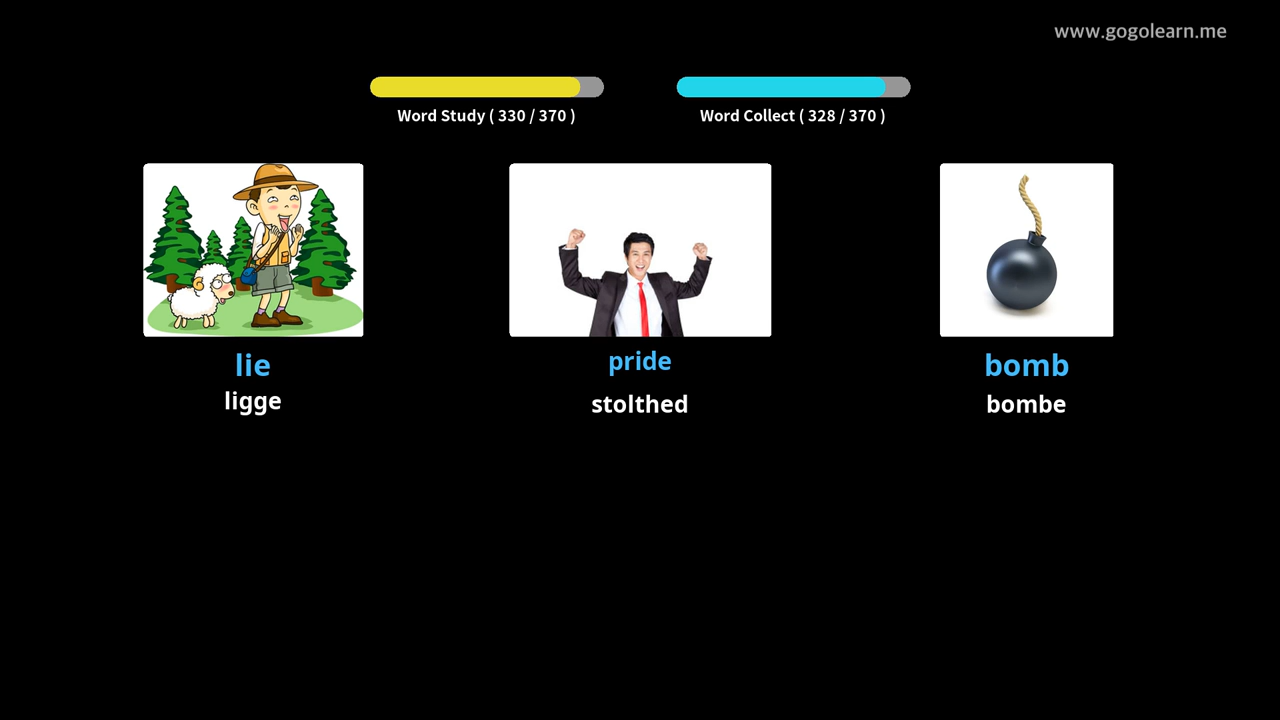 www.gogolearn.me
Word Study ( 330 / 370 )
Word Collect ( 328 / 370 )
lie
ligge
pride
stolthed
bomb
bombe